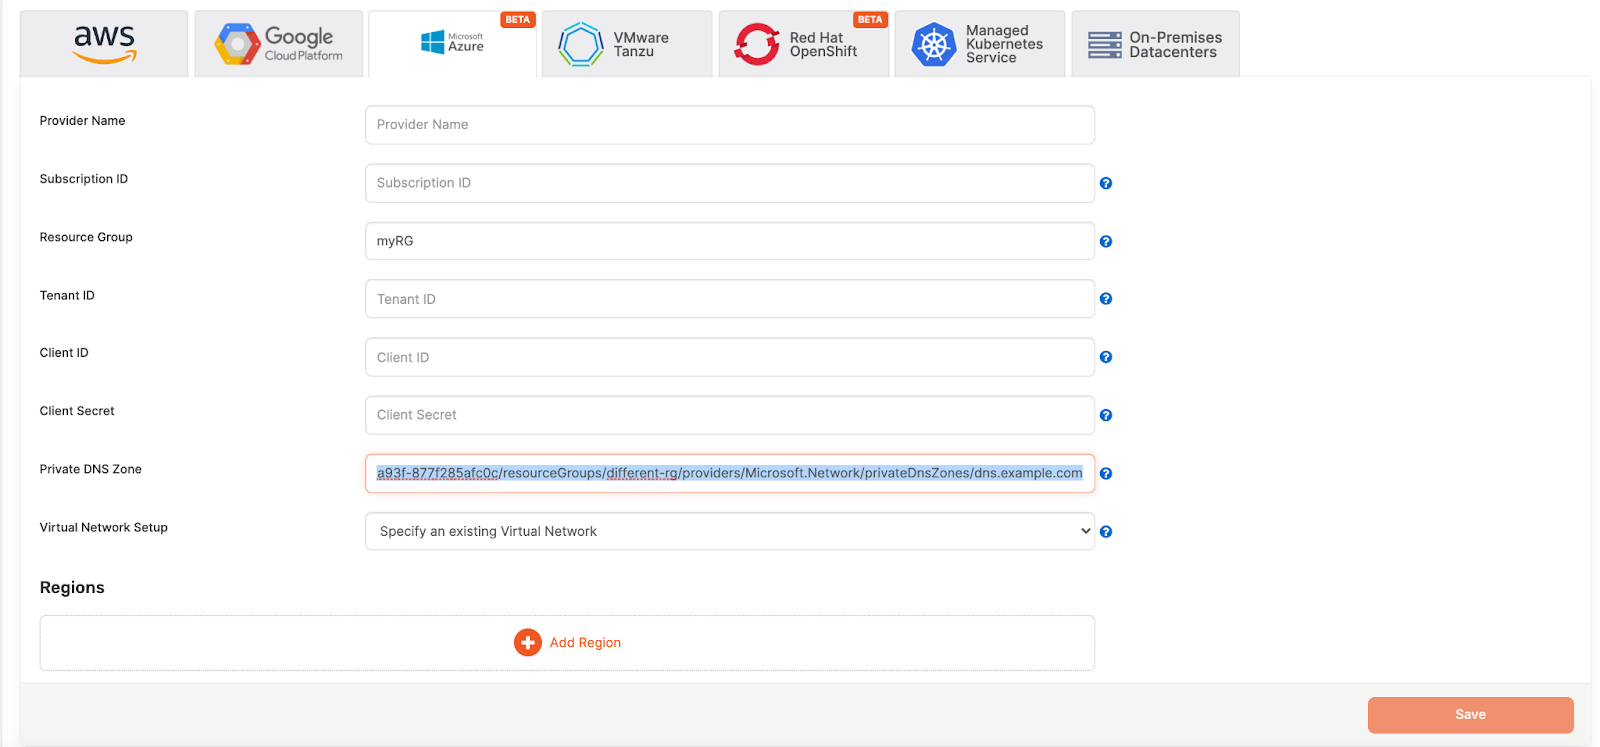 aws
Google
Cloud Platform
Microsoft
Azure
BETA
VMware
Tanzu
Red Hat
OpenShift
BETA
Managed
Kubernetes
Service
On-Premises
Datacenters
Provider Name
Provider Name
Subscription ID
Subscription ID
?
Resource Group
myRG
?
Tenant ID
Tenant ID
?
Client ID
Client ID
?
Client Secret
Client Secret
?
Private DNS Zone
a93f-877f285afc0c/resourceGroups/different-rg/providers/Microsoft.Network/privateDnsZones/dns.example.com
?
Virtual Network Setup
Specify an existing Virtual Network
?
Regions
Add Region
Save